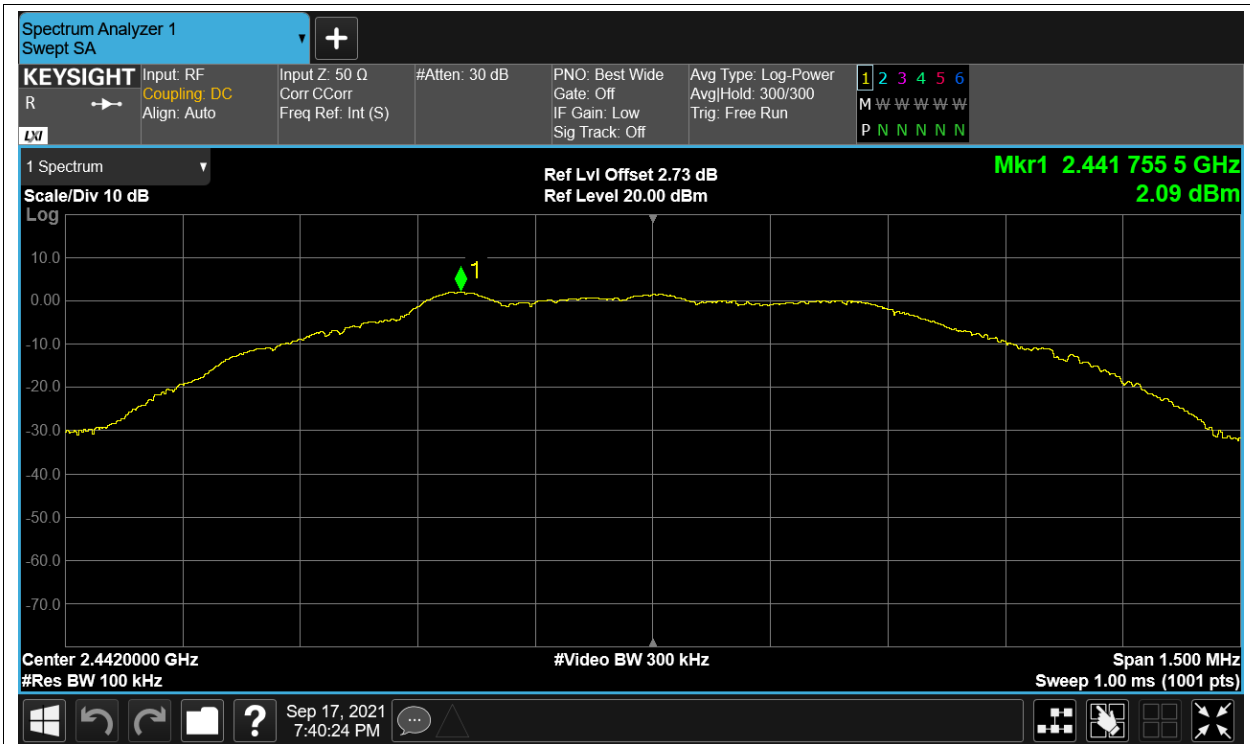 Spectrum Analyzer 1
Swept SA
KEYSIGHT
R
LXI
Input: RF
Coupling: DC
Align: Auto
Input Z: 50 Ω
Corr CCorr
Freq Ref: Int (S)
#Atten: 30 dB
PNO: Best Wide
Gate: Off
IF Gain: Low
Sig Track: Off
Avg Type: Log-Power
Avg|Hold: 300/300
Trig: Free Run
1 2 3 4 5 6
M W W W W W
P N N N N N
1 Spectrum
Scale/Div 10 dB
Ref Lvl Offset 2.73 dB
Ref Level 20.00 dBm
Mkr1 2.441 755 5 GHz
2.09 dBm
Log
10.0
0.00
-10.0
-20.0
-30.0
-40.0
-50.0
-60.0
-70.0
1
Center 2.4420000 GHz
#Res BW 100 kHz
#Video BW 300 kHz
Span 1.500 MHz
Sweep 1.00 ms (1001 pts)
?
Sep 17, 2021
7:40:24 PM